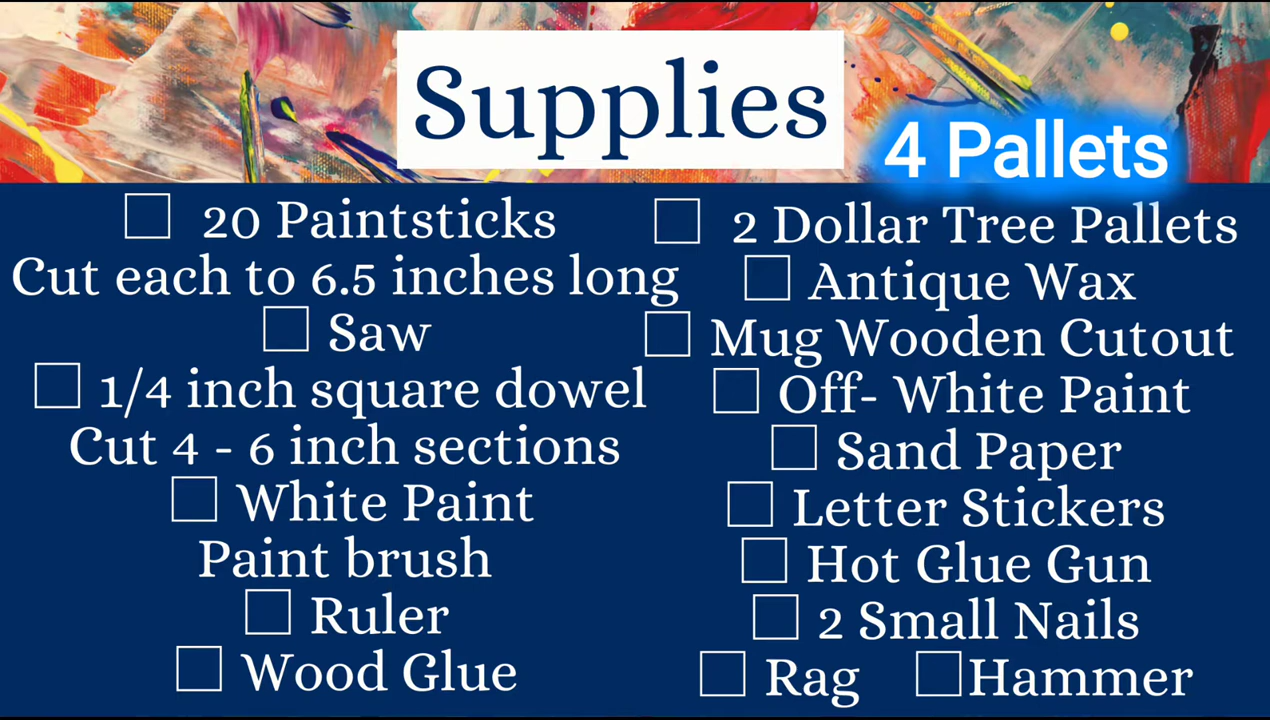 Supplies
4 Pallets
☐ 20 Paintsticks
Cut each to 6.5 inches long
☐ Saw
☐ 1/4 inch square dowel
Cut 4 - 6 inch sections
☐ White Paint
Paint brush
☐ Ruler
☐ Wood Glue
☐ 2 Dollar Tree Pallets
☐ Antique Wax
☐ Mug Wooden Cutout
☐ Off- White Paint
☐ Sand Paper
☐ Letter Stickers
☐ Hot Glue Gun
☐ 2 Small Nails
☐ Rag ☐Hammer